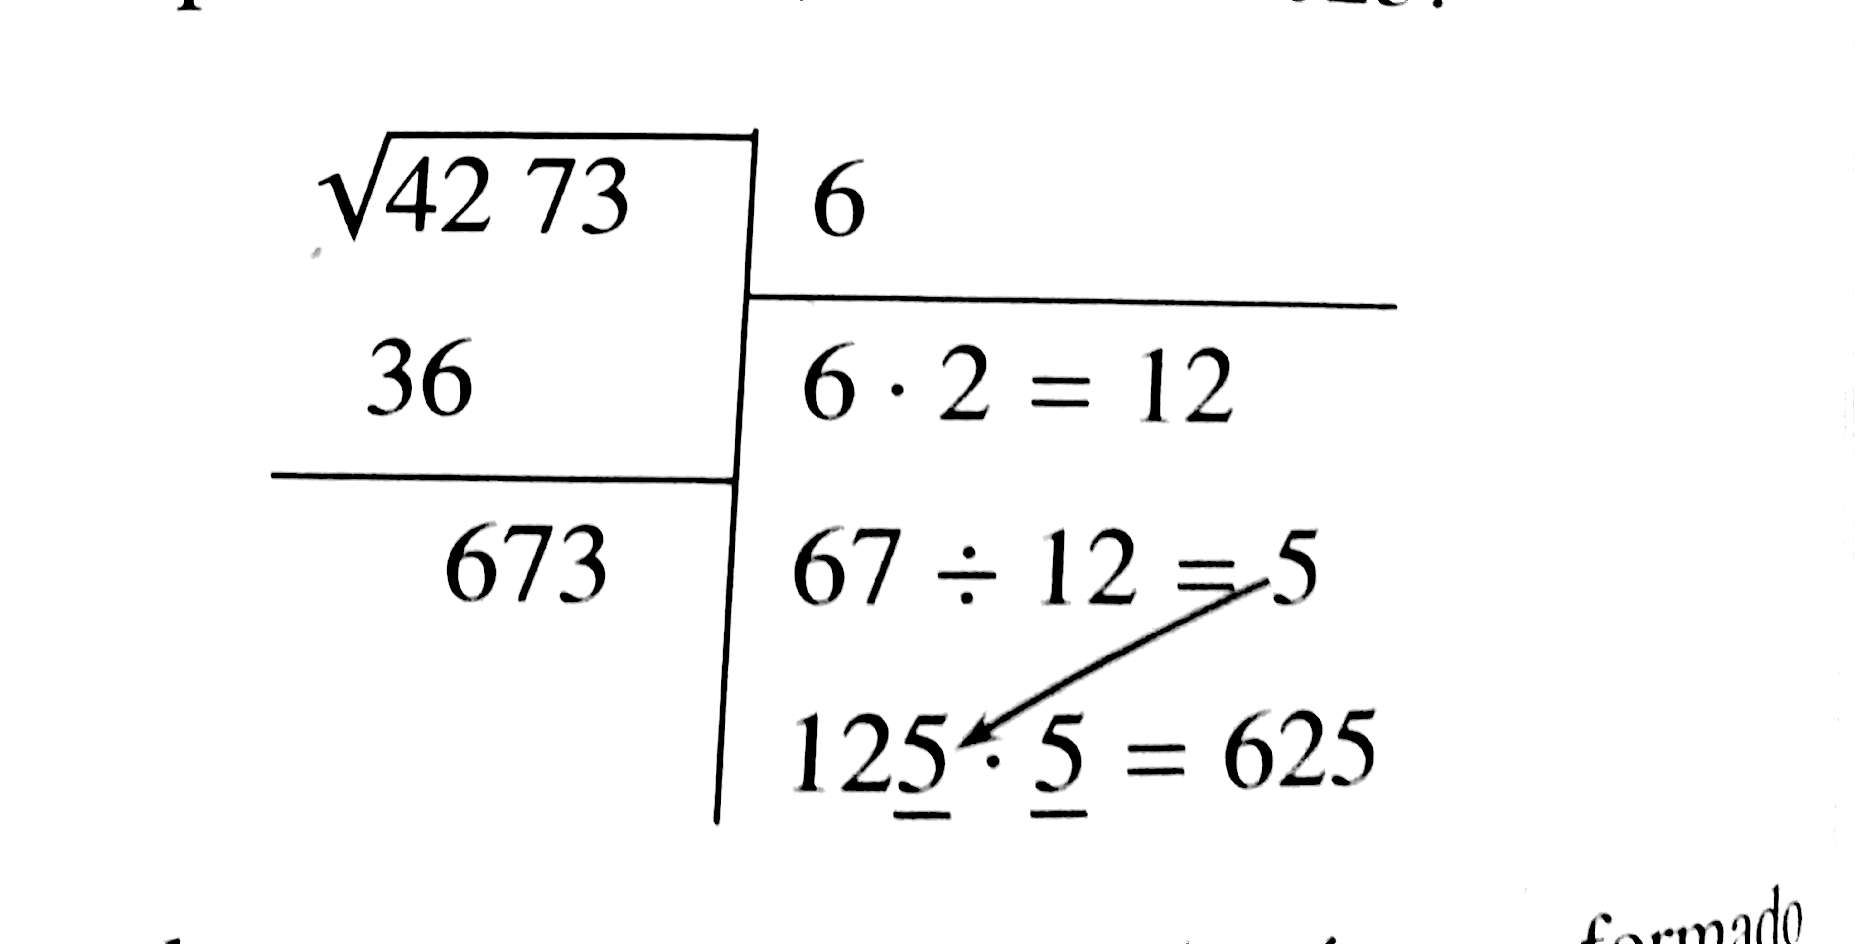 √42 73 6
36 6 · 2 = 12
673 67 ÷ 12 = 5
125 · 5 = 625
formado